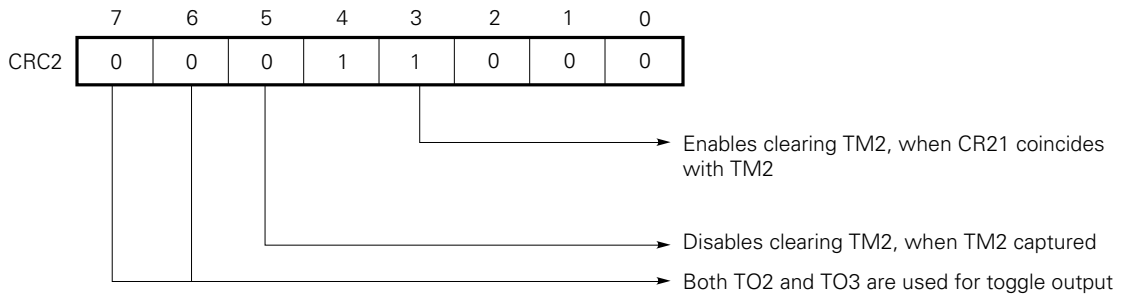 7 6 5 4 3 2 1 0
CRC2 0 0 0 1 1 0 0 0
Enables clearing TM2, when CR21 coincides
with TM2
Disables clearing TM2, when TM2 captured
Both TO2 and TO3 are used for toggle output